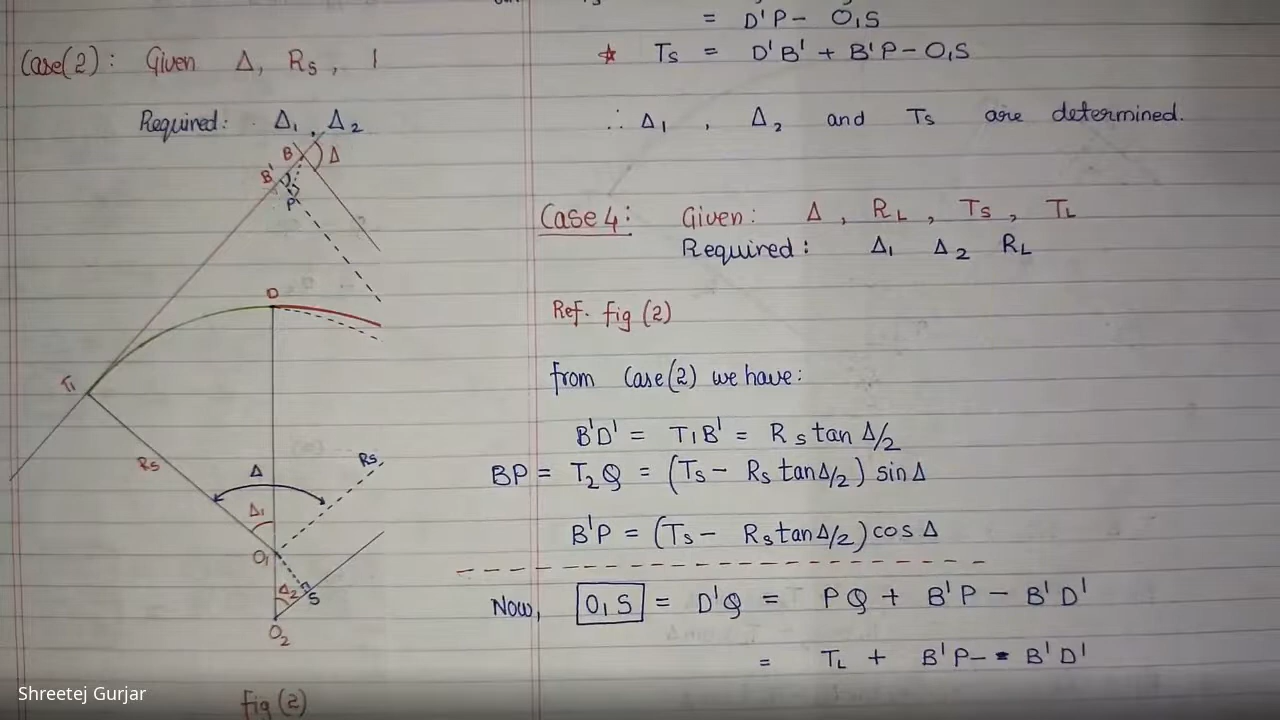 Case(2): Given Δ, Rs,
Required: Δ1, Δ2
B
Δ
B'
P
D
T1
Rs
Δ
Rs
Δ1
O1
Δ2
S
O2
fig (2)
= D'P - O1S
* Ts = D'B' + B'P - O1S
∴ Δ1 , Δ2 and Ts are determined.
Case 4: Given: Δ , RL , Ts , TL
Required: Δ1 Δ2 RL
Ref. fig (2)
from Case(2) we have:
B'D' = T1B' = Rs tan Δ/2
BP = T2Q = (Ts - Rs tan Δ/2) sin Δ
B'P = (Ts - Rs tan Δ/2) cos Δ
Now, O1S = D'Q = PQ + B'P - B'D'
= TL + B'P - B'D'
Shreetej Gurjar